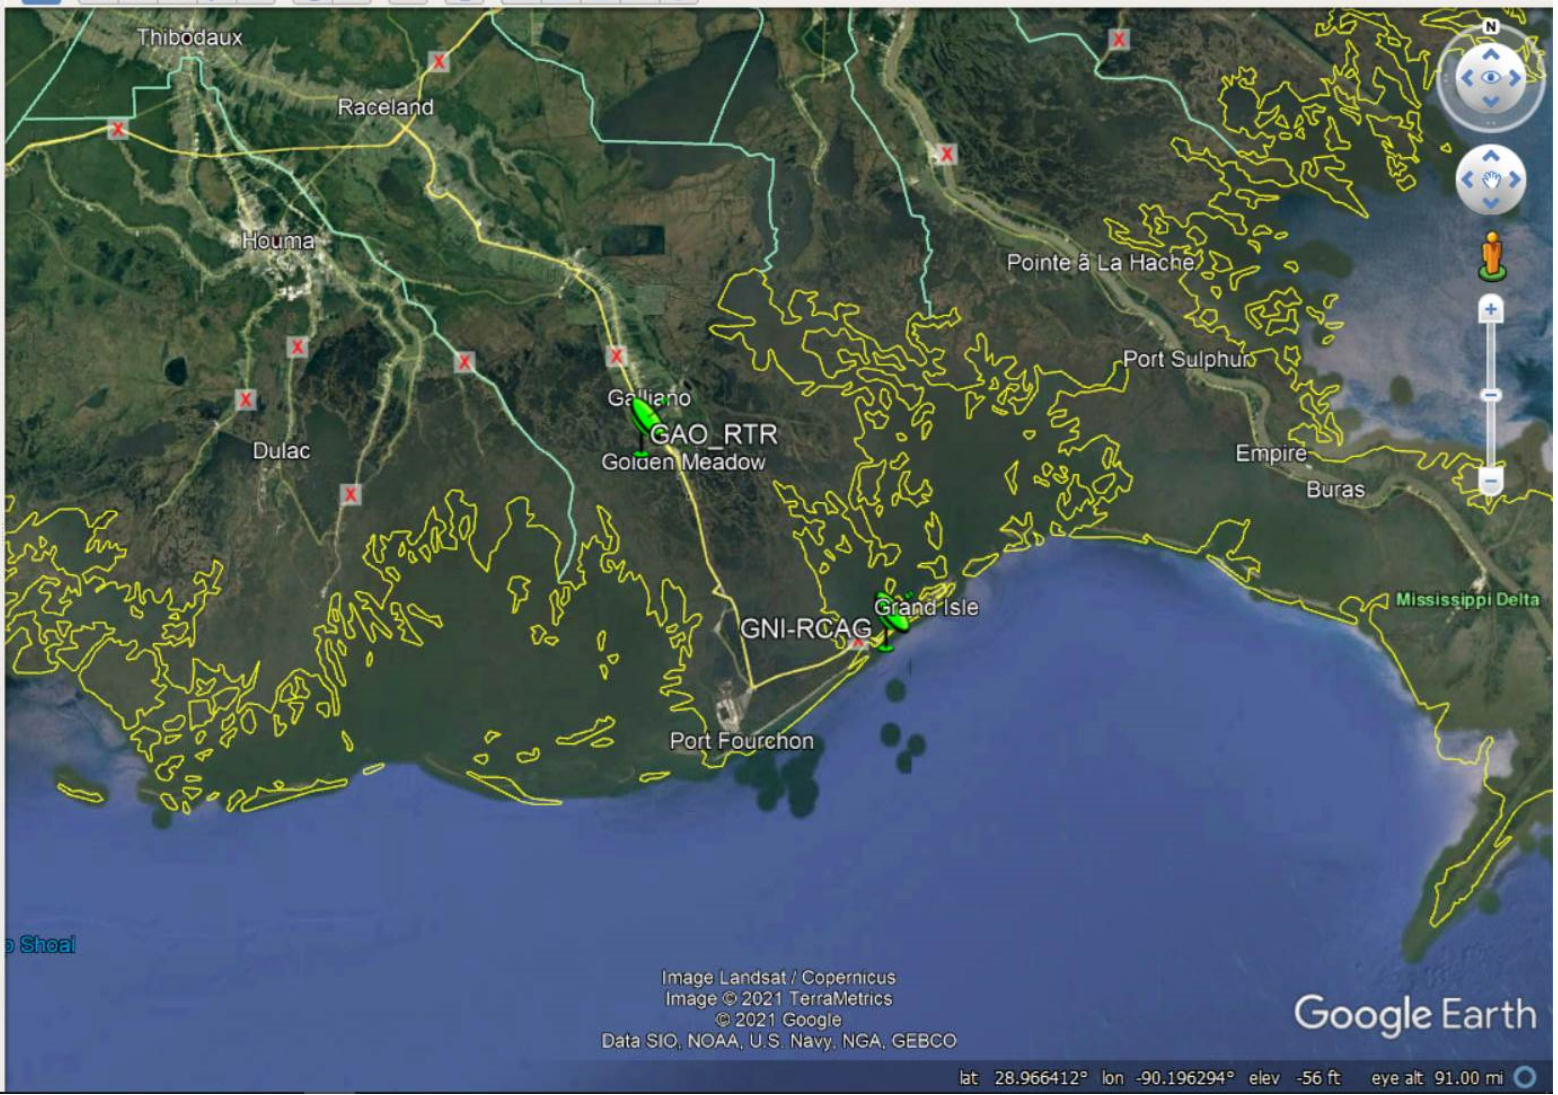 N
Thibodaux
Raceland
Houma
Pointe ã La Hache
Port Sulphur
Galliano
GAO_RTR
Golden Meadow
Dulac
Empire
Buras
Mississippi Delta
Grand Isle
GNI-RCAG
Port Fourchon
Shoal
Image Landsat / Copernicus
Image © 2021 TerraMetrics
© 2021 Google
Data SIO, NOAA, U.S. Navy, NGA, GEBCO
Google Earth
lat 28.966412° lon -90.196294° elev -56 ft eye alt 91.00 mi